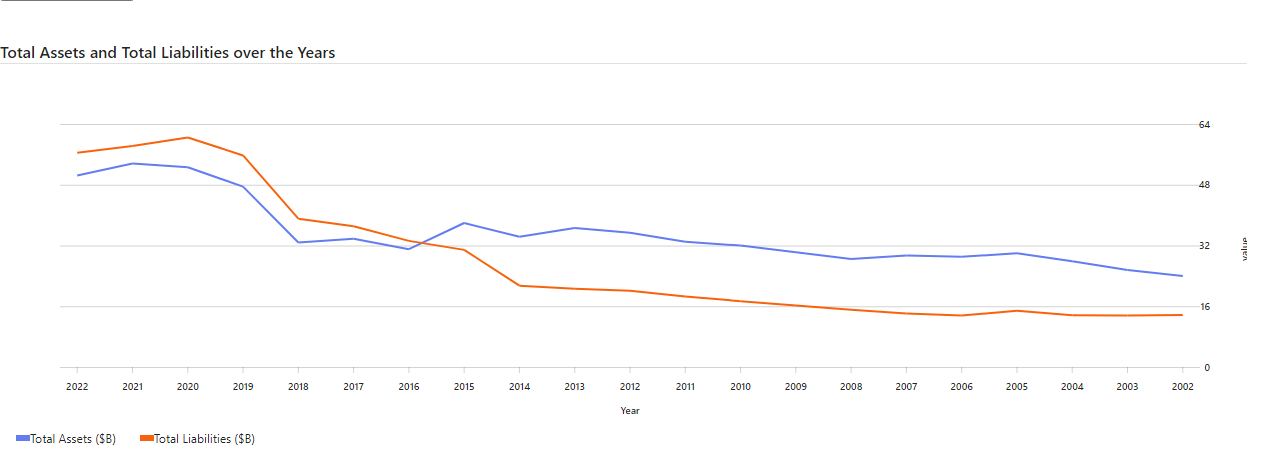 Total Assets and Total Liabilities over the Years
64
48
32
16
0
value
2022 2021 2020 2019 2018 2017 2016 2015 2014 2013 2012 2011 2010 2009 2008 2007 2006 2005 2004 2003 2002
Year
Total Assets ($B) Total Liabilities ($B)